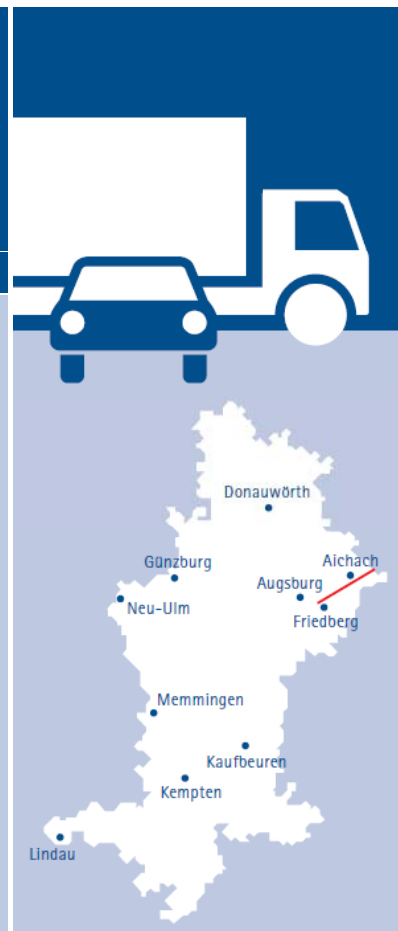 Donauwörth
Günzburg
Aichach
Augsburg
Neu-Ulm
Friedberg
Memmingen
Kaufbeuren
Kempten
Lindau